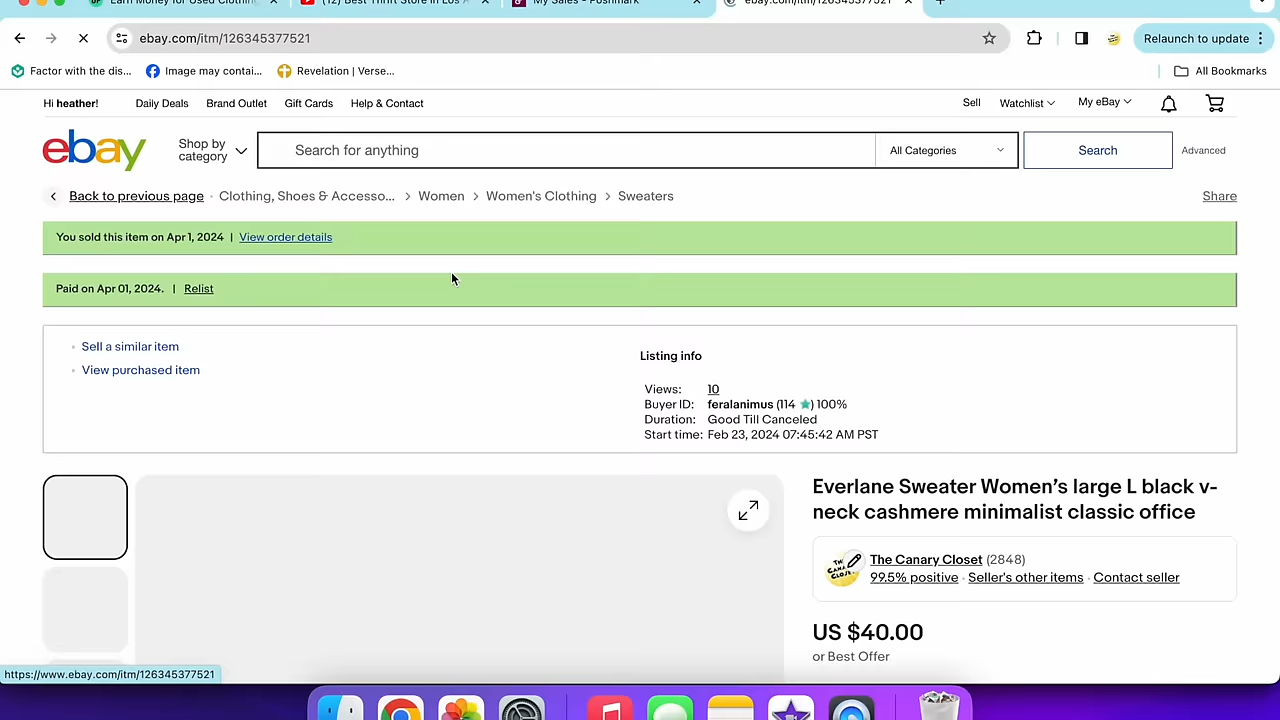 Earn Money for Used Clothin
(12) Best Thrift Store in Los A
My Sales - Poshmark
ebay.com/itm/126345377521
ebay.com/itm/126345377521
Relaunch to update
Factor with the dis...
Image may contai...
Revelation | Verse...
All Bookmarks
Hi heather!
Daily Deals
Brand Outlet
Gift Cards
Help & Contact
Sell
Watchlist
My eBay
ebay
Shop by category
Search for anything
All Categories
Search
Advanced
Back to previous page · Clothing, Shoes & Accesso... > Women > Women's Clothing > Sweaters
Share
You sold this item on Apr 1, 2024 | View order details
Paid on Apr 01, 2024. | Relist
Sell a similar item
View purchased item
Listing info
Views: 10
Buyer ID: feralanimus (114 ) 100%
Duration: Good Till Canceled
Start time: Feb 23, 2024 07:45:42 AM PST
Everlane Sweater Women’s large L black v-
neck cashmere minimalist classic office
The Canary Closet (2848)
99.5% positive · Seller's other items · Contact seller
US $40.00
or Best Offer
https://www.ebay.com/itm/126345377521